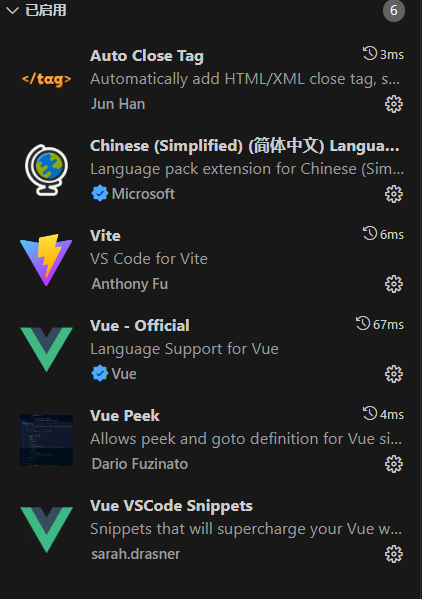 已启用 6
Auto Close Tag 3ms
</tag> Automatically add HTML/XML close tag, s...
Jun Han
Chinese (Simplified) (简体中文) Langua...
Language pack extension for Chinese (Sim...
Microsoft
Vite 6ms
VS Code for Vite
Anthony Fu
Vue - Official 67ms
Language Support for Vue
Vue
Vue Peek 4ms
Allows peek and goto definition for Vue si...
Dario Fuzinato
Vue VSCode Snippets
Snippets that will supercharge your Vue w...
sarah.drasner